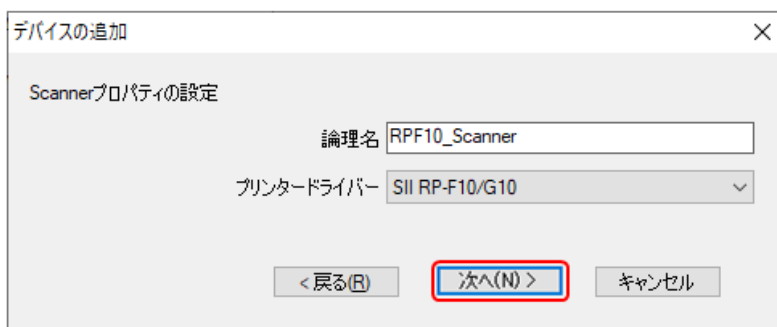 デバイスの追加
Scannerプロパティの設定
論理名 RPF10_Scanner
プリンタードライバー SII RP-F10/G10
<戻る(R) 次へ(N) > キャンセル